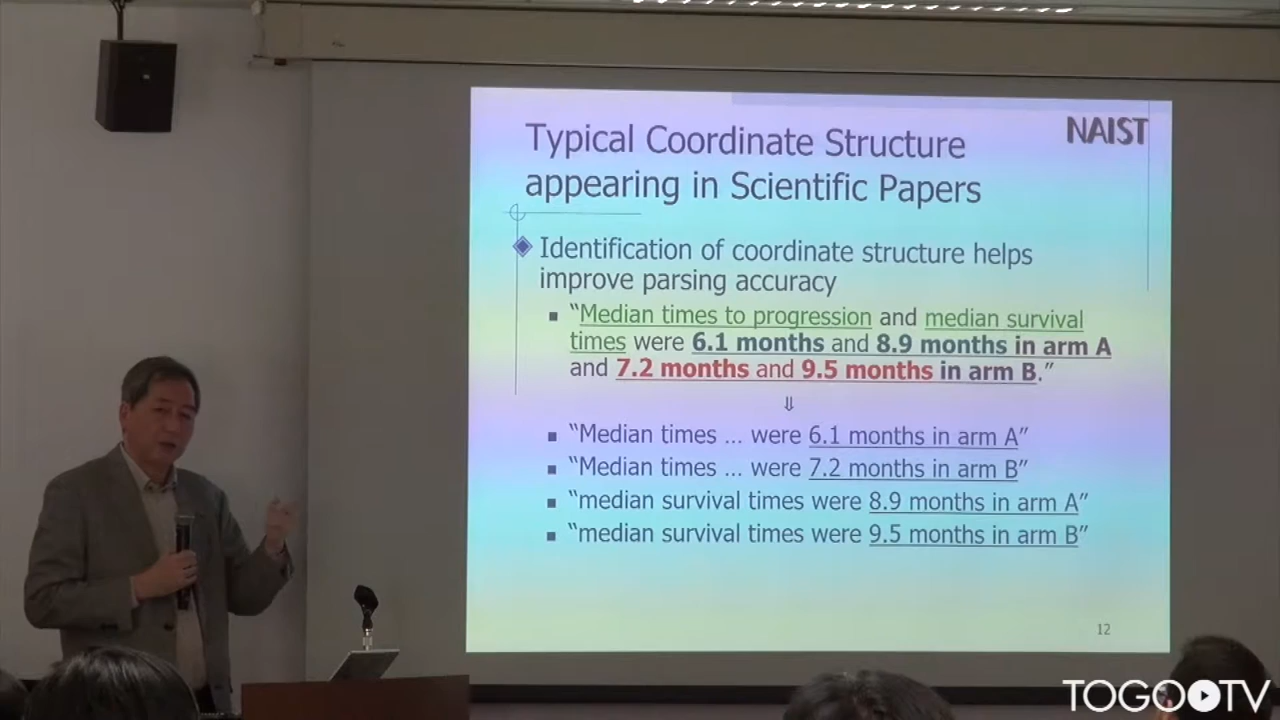 NAIST
Typical Coordinate Structure
appearing in Scientific Papers
Identification of coordinate structure helps
improve parsing accuracy
“Median times to progression and median survival
times were 6.1 months and 8.9 months in arm A
and 7.2 months and 9.5 months in arm B.”
⇓
“Median times ... were 6.1 months in arm A”
“Median times ... were 7.2 months in arm B”
“median survival times were 8.9 months in arm A”
“median survival times were 9.5 months in arm B”
12
TOGOTV